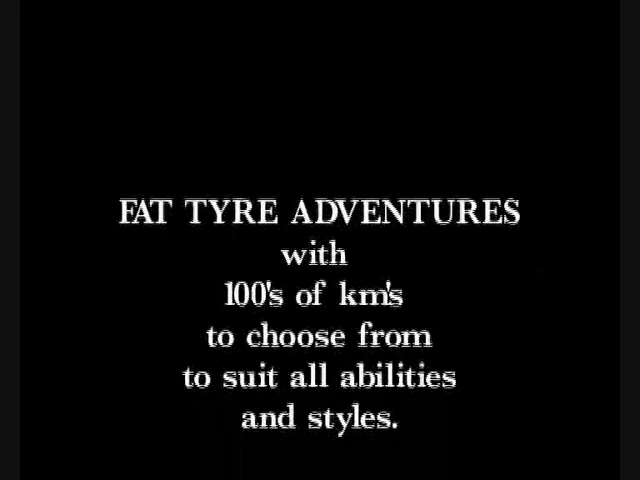 FAT TYRE ADVENTURES
with
100's of km's
to choose from
to suit all abilities
and styles.